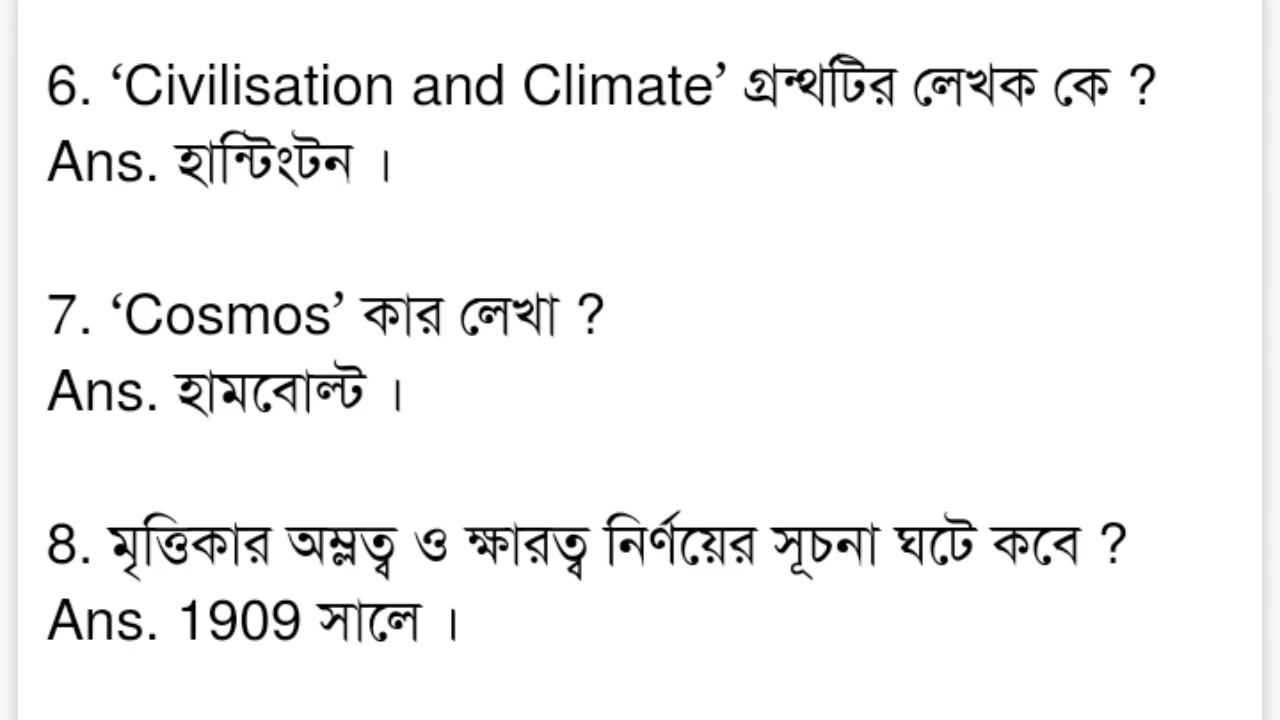 6. ‘Civilisation and Climate’ গ্রন্থটির লেখক কে ?
Ans. হান্টিংটন ।
7. ‘Cosmos’ কার লেখা ?
Ans. হামবোল্ট ।
8. মৃত্তিকার অম্লত্ব ও ক্ষারত্ব নির্ণয়ের সূচনা ঘটে কবে ?
Ans. 1909 সালে ।